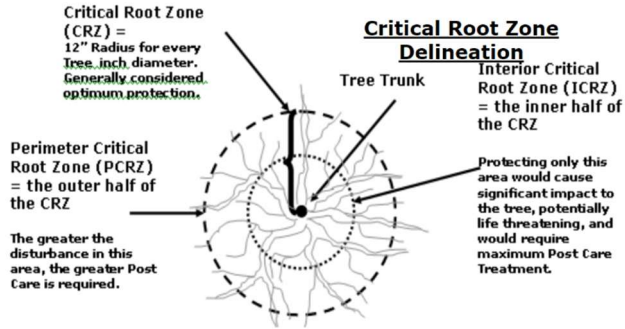 Critical Root Zone
(CRZ) =
12” Radius for every
Tree inch diameter.
Generally considered
optimum protection.
Critical Root Zone
Delineation
Tree Trunk
Interior Critical
Root Zone (ICRZ)
= the inner half of
the CRZ
Perimeter Critical
Root Zone (PCRZ)
= the outer half of
the CRZ
Protecting only this
area would cause
significant impact to
the tree, potentially
life threatening, and
would require
maximum Post Care
Treatment.
The greater the
disturbance in this
area, the greater Post
Care is required.